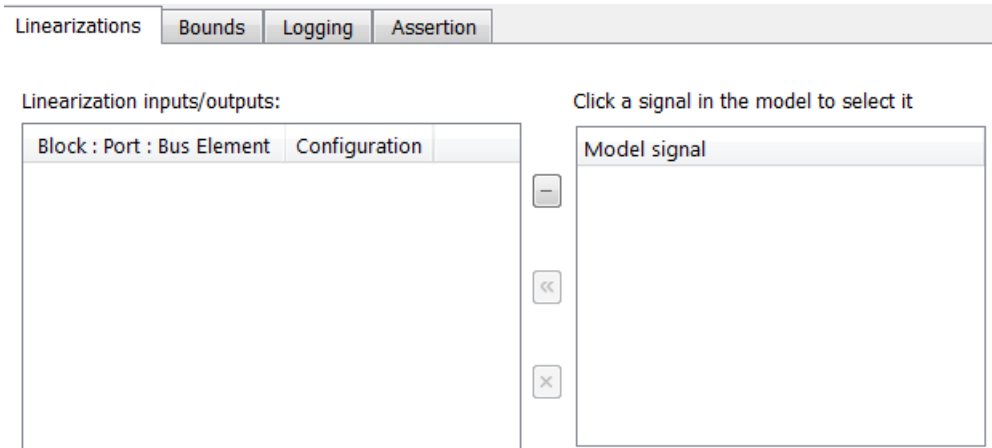 Linearizations Bounds Logging Assertion
Linearization inputs/outputs: Click a signal in the model to select it
Block : Port : Bus Element Configuration Model signal